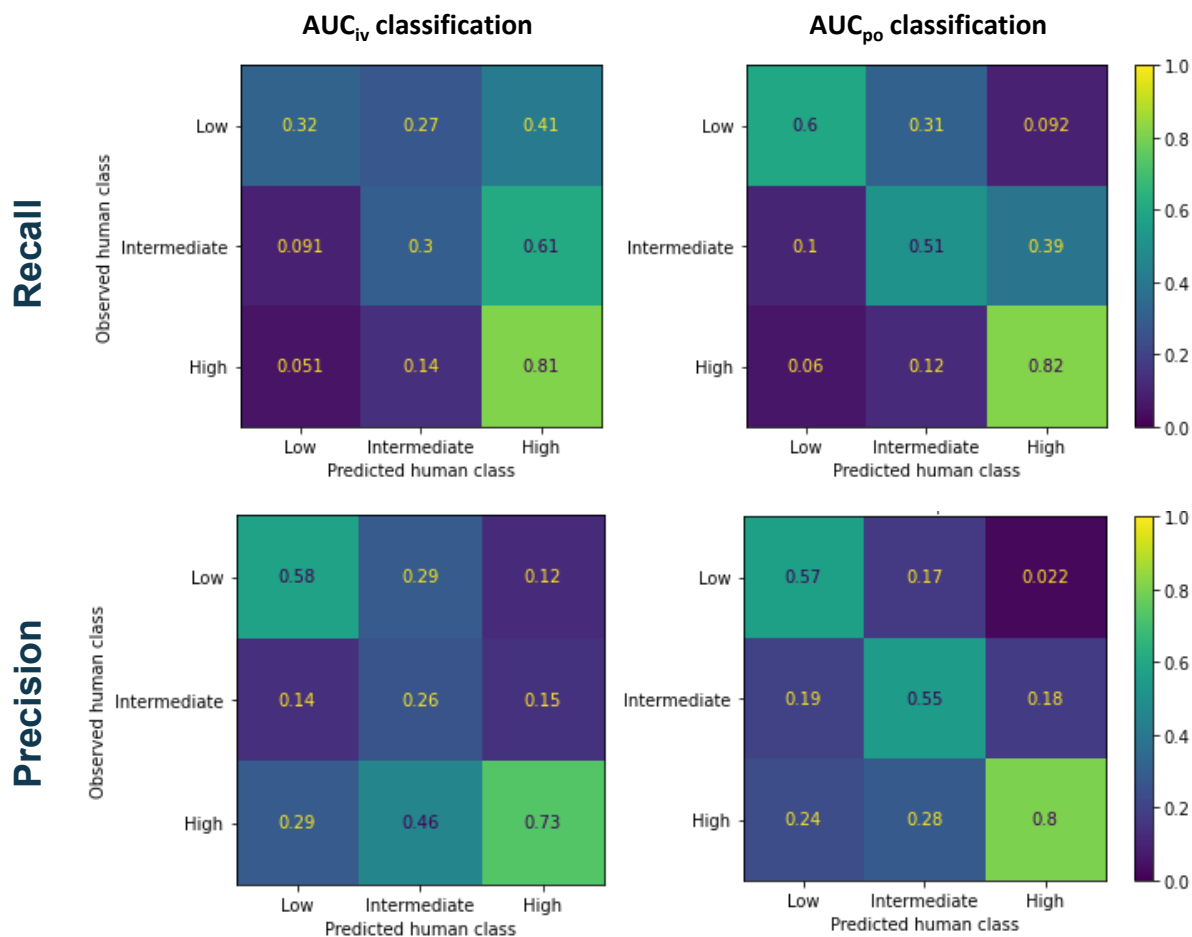 AUCiv classification
AUCpo classification
Recall
Observed human class
Low
0.32 0.27 0.41
Intermediate
0.091 0.3 0.61
High
0.051 0.14 0.81
Low Intermediate High
Predicted human class
Low
0.6 0.31 0.092
Intermediate
0.1 0.51 0.39
High
0.06 0.12 0.82
Low Intermediate High
Predicted human class
1.0
0.8
0.6
0.4
0.2
0.0
Precision
Observed human class
Low
0.58 0.29 0.12
Intermediate
0.14 0.26 0.15
High
0.29 0.46 0.73
Low Intermediate High
Predicted human class
Low
0.57 0.17 0.022
Intermediate
0.19 0.55 0.18
High
0.24 0.28 0.8
Low Intermediate High
Predicted human class
1.0
0.8
0.6
0.4
0.2
0.0